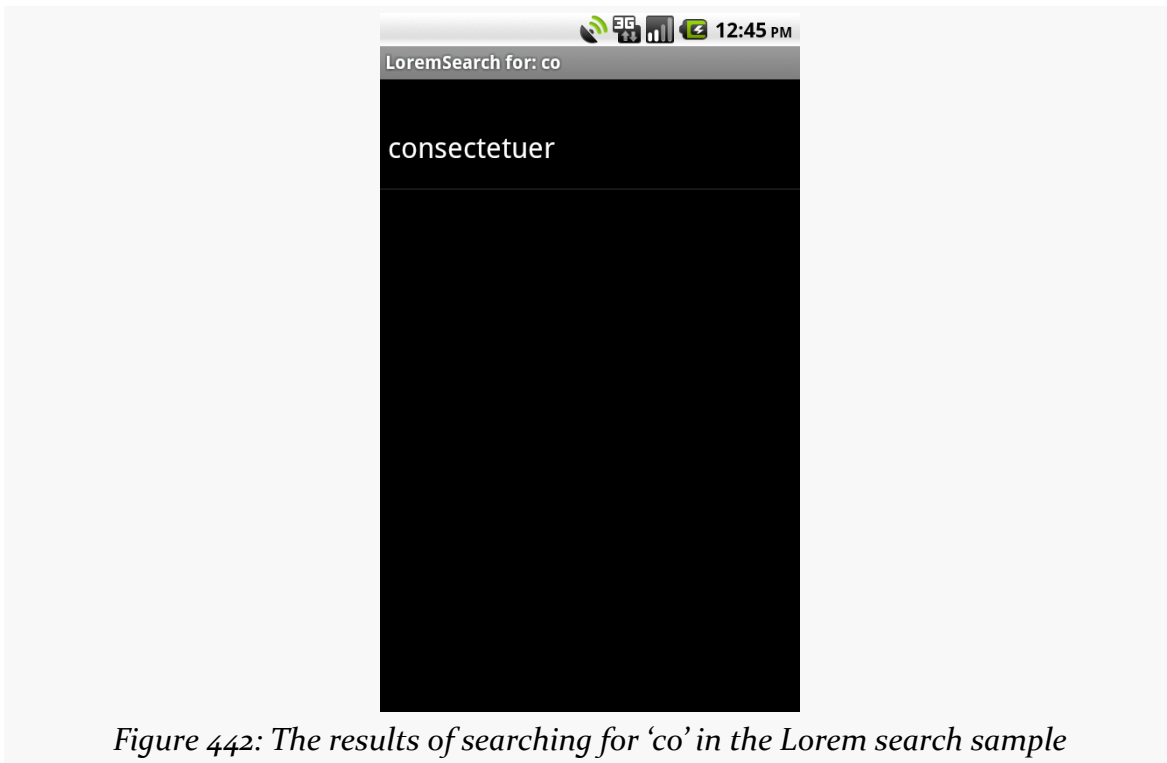 3G 12:45 PM
LoremSearch for: co
consectetuer
Figure 442: The results of searching for ‘co’ in the Lorem search sample